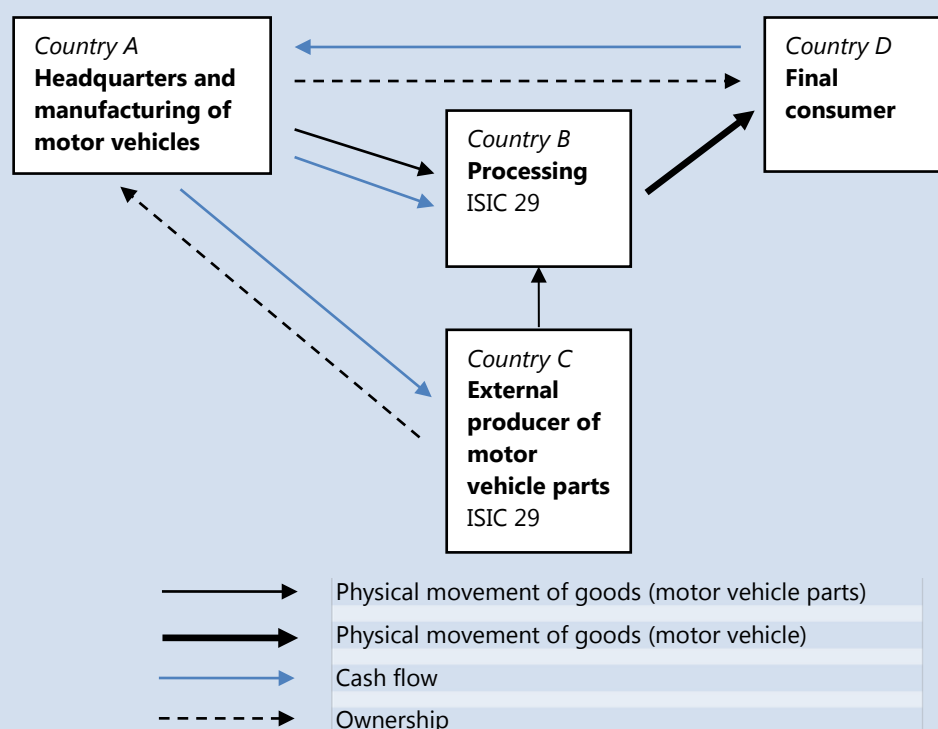 Country A
Headquarters and
manufacturing of
motor vehicles
Country D
Final
consumer
Country B
Processing
ISIC 29
Country C
External
producer of
motor
vehicle parts
ISIC 29
Physical movement of goods (motor vehicle parts)
Physical movement of goods (motor vehicle)
Cash flow
Ownership